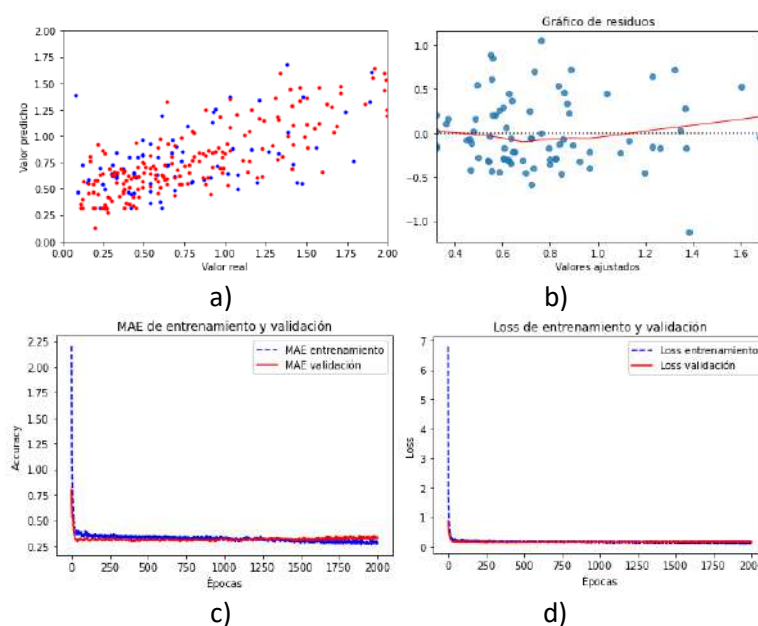 2.00
1.75
1.50
1.25
1.00
0.75
0.50
0.25
0.00
Valor predicho
0.00 0.25 0.50 0.75 1.00 1.25 1.50 1.75 2.00
Valor real
a)
Gráfico de residuos
1.0
0.5
0.0
−0.5
−1.0
0.4 0.6 0.8 1.0 1.2 1.4 1.6
Valores ajustados
b)
MAE de entrenamiento y validación
2.25
2.00
1.75
1.50
1.25
1.00
0.75
0.50
0.25
Accuracy
MAE entrenamiento
MAE validación
0 250 500 750 1000 1250 1500 1750 2000
Épocas
c)
Loss de entrenamiento y validación
7
6
5
4
3
2
1
0
Loss
Loss entrenamiento
Loss validación
0 250 500 750 1000 1250 1500 1750 2000
Épocas
d)